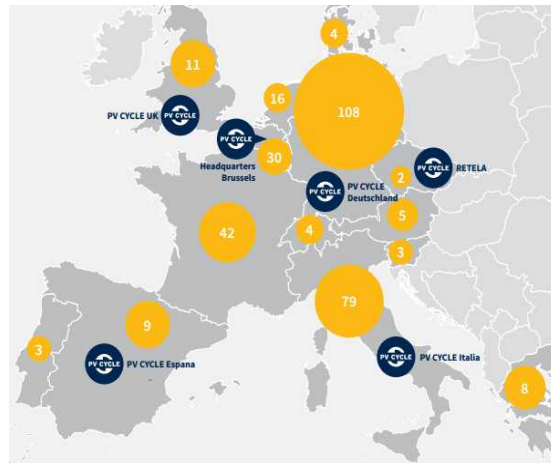 4
11
16
108
PV CYCLE UK
PV CYCLE
PV CYCLE
Headquarters
Brussels
30
PV CYCLE
RETELA
2
PV CYCLE
PV CYCLE
Deutschland
5
42
4
3
79
9
3
PV CYCLE
PV CYCLE Espana
PV CYCLE
PV CYCLE Italia
8